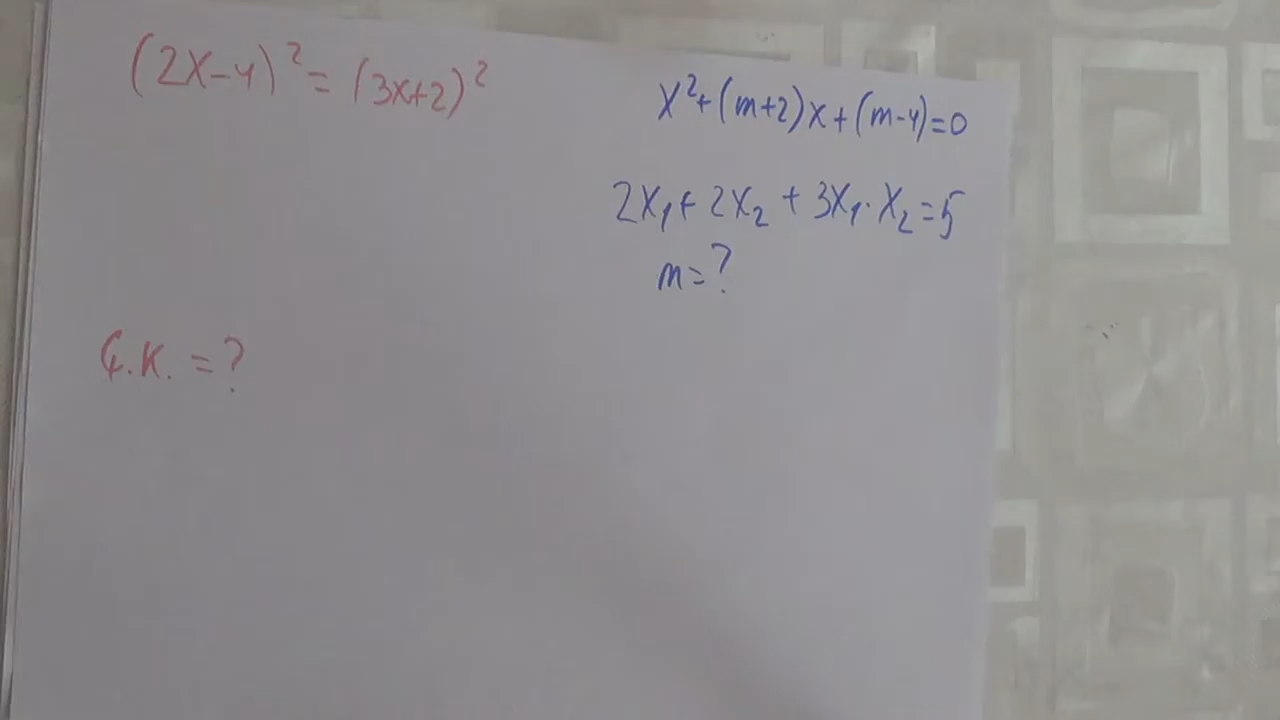 (2x-4)² = (3x+2)²
Ç.K. = ?
x²+(m+2)x+(m-4)=0
2x₁+2x₂+3x₁·x₂=5
m=?